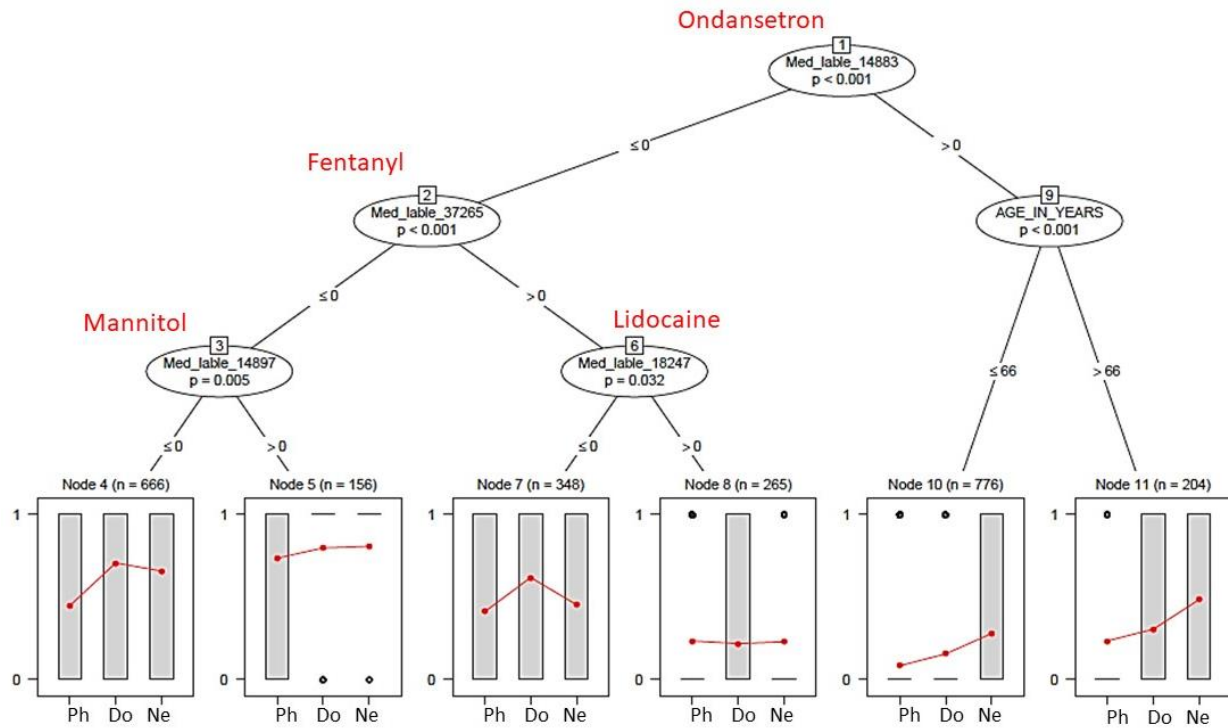 Ondansetron
1
Med_lable_14883
p < 0.001
≤ 0
> 0
Fentanyl
2
Med_lable_37265
p < 0.001
9
AGE_IN_YEARS
p < 0.001
≤ 0
> 0
Mannitol
3
Med_lable_14897
p = 0.005
Lidocaine
6
Med_lable_18247
p = 0.032
≤ 66
> 66
≤ 0
> 0
≤ 0
> 0
Node 4 (n = 666)
1
0
Ph Do Ne
Node 5 (n = 156)
1
0
Ph Do Ne
Node 7 (n = 348)
1
0
Ph Do Ne
Node 8 (n = 265)
1
0
Ph Do Ne
Node 10 (n = 776)
1
0
Ph Do Ne
Node 11 (n = 204)
1
0
Ph Do Ne